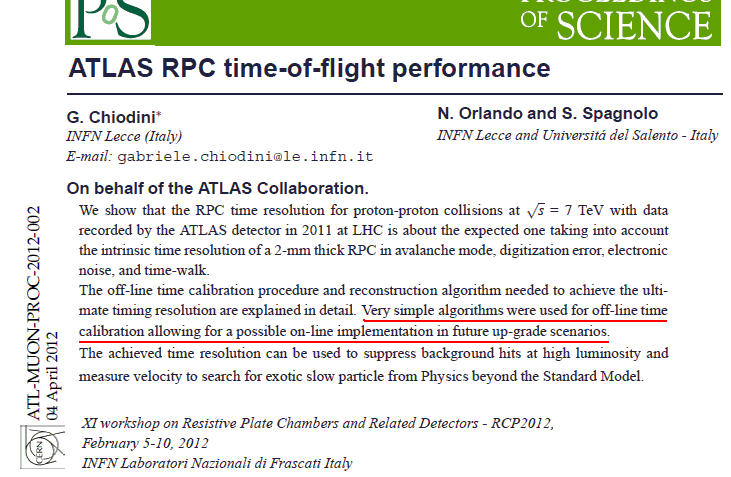 PoS
PROCEEDINGS
OF SCIENCE
ATLAS RPC time-of-flight performance
G. Chiodini*
INFN Lecce (Italy)
E-mail: gabriele.chiodini@le.infn.it
N. Orlando and S. Spagnolo
INFN Lecce and Universitá del Salento - Italy
On behalf of the ATLAS Collaboration.
We show that the RPC time resolution for proton-proton collisions at √s = 7 TeV with data
recorded by the ATLAS detector in 2011 at LHC is about the expected one taking into account
the intrinsic time resolution of a 2-mm thick RPC in avalanche mode, digitization error, electronic
noise, and time-walk.
The off-line time calibration procedure and reconstruction algorithm needed to achieve the ulti-
mate timing resolution are explained in detail. Very simple algorithms were used for off-line time
calibration allowing for a possible on-line implementation in future up-grade scenarios.
The achieved time resolution can be used to suppress background hits at high luminosity and
measure velocity to search for exotic slow particle from Physics beyond the Standard Model.
ATL-MUON-PROC-2012-002
04 April 2012
CERN
XI workshop on Resistive Plate Chambers and Related Detectors - RCP2012,
February 5-10, 2012
INFN Laboratori Nazionali di Frascati Italy